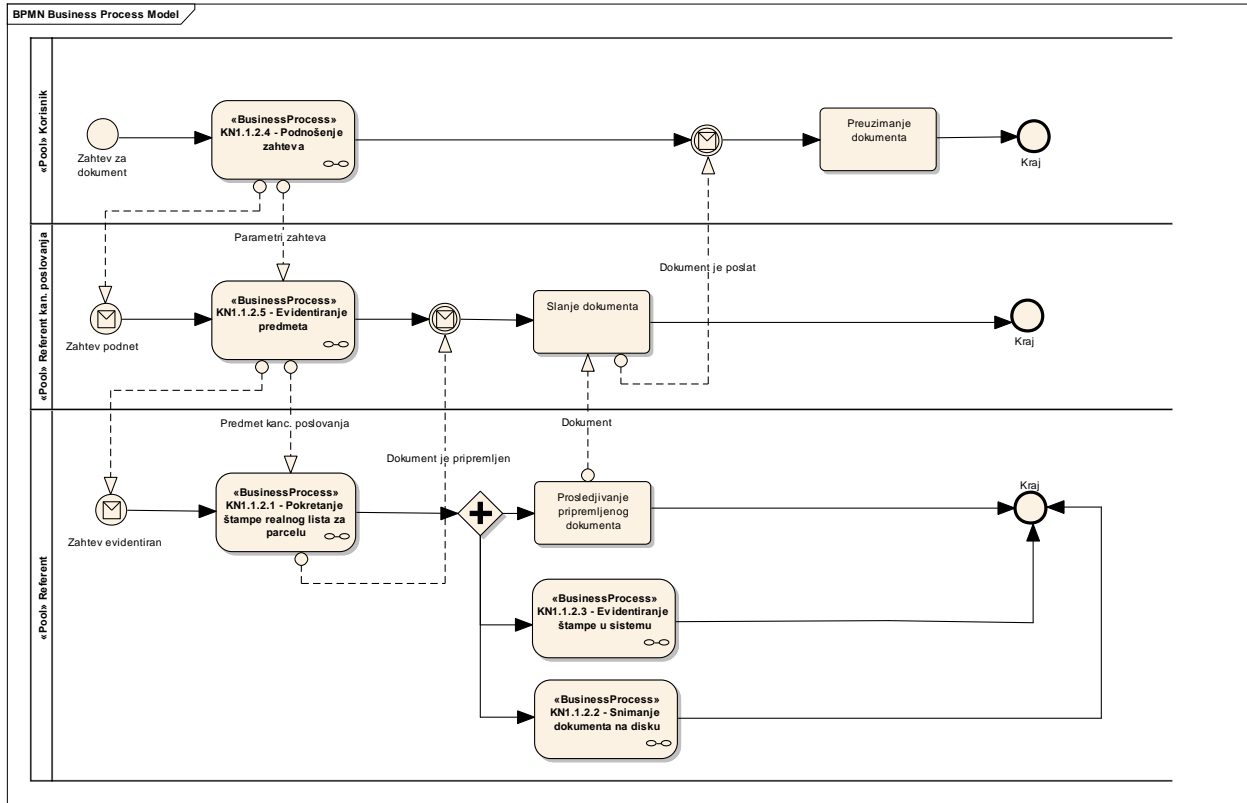 BPMN Business Process Model
«Pool» Korisnik
Zahtev za
dokument
«BusinessProcess»
KN1.1.2.4 - Podnošenje
zahteva
Preuzimanje
dokumenta
Kraj
«Pool» Referent kan. poslovanja
Parametri zahteva
Zahtev podnet
«BusinessProcess»
KN1.1.2.5 - Evidentiranje
predmeta
Slanje dokumenta
Dokument je poslat
Kraj
«Pool» Referent
Predmet kanc. poslovanja
Dokument je pripremljen
Dokument
Zahtev evidentiran
«BusinessProcess»
KN1.1.2.1 - Pokretanje
štampe realnog lista za
parcelu
Prosledjivanje
pripremljenog
dokumenta
Kraj
«BusinessProcess»
KN1.1.2.3 - Evidentiranje
štampe u sistemu
«BusinessProcess»
KN1.1.2.2 - Snimanje
dokumenta na disku